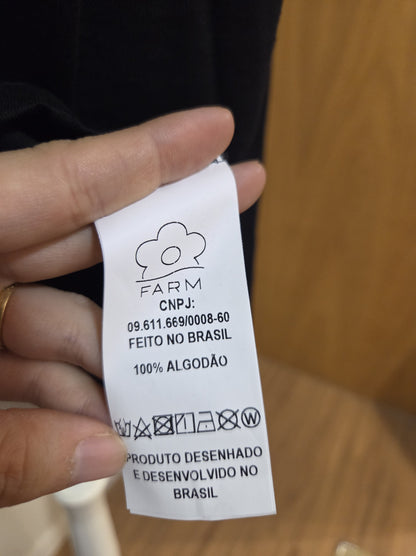 FARM
CNPJ:
09.611.669/0008-60
FEITO NO BRASIL
100% ALGODÃO
W
PRODUTO DESENHADO
E DESENVOLVIDO NO
BRASIL